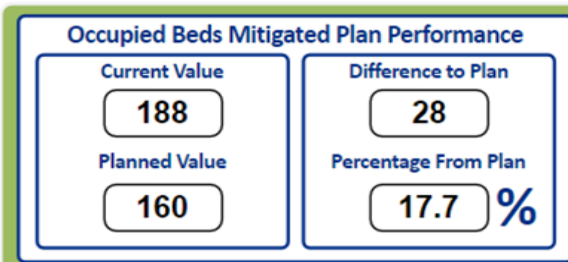 Occupied Beds Mitigated Plan Performance
Current Value
188
Planned Value
160
Difference to Plan
28
Percentage From Plan
17.7 %